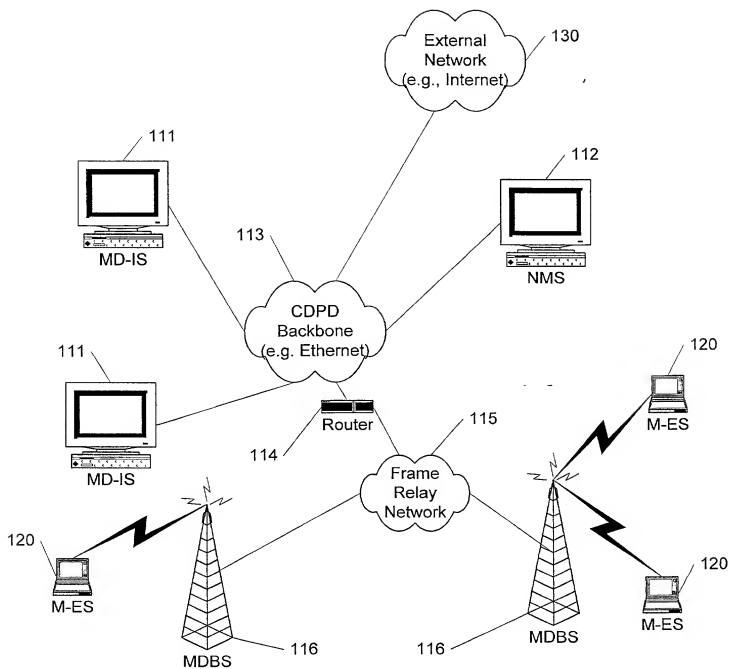 External
Network
(e.g., Internet)
130
111
MD-IS
112
NMS
113
CDPD
Backbone
(e.g. Ethernet)
111
MD-IS
114
Router
115
Frame
Relay
Network
120
M-ES
120
M-ES
116
MDBS
116
MDBS
120
M-ES